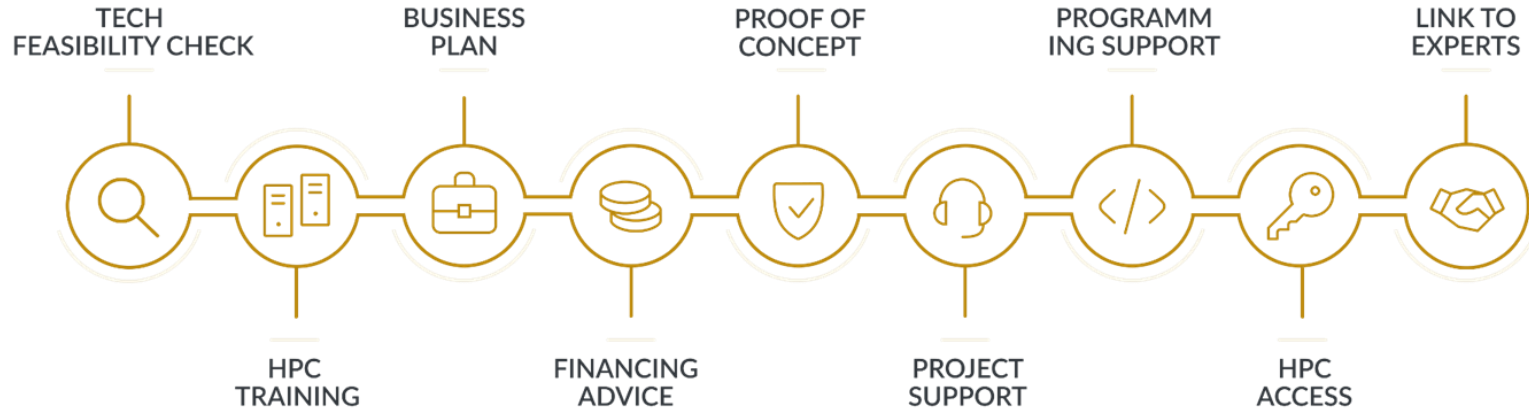 TECH
FEASIBILITY CHECK
BUSINESS
PLAN
PROOF OF
CONCEPT
PROGRAMM
ING SUPPORT
LINK TO
EXPERTS
HPC
TRAINING
FINANCING
ADVICE
PROJECT
SUPPORT
HPC
ACCESS